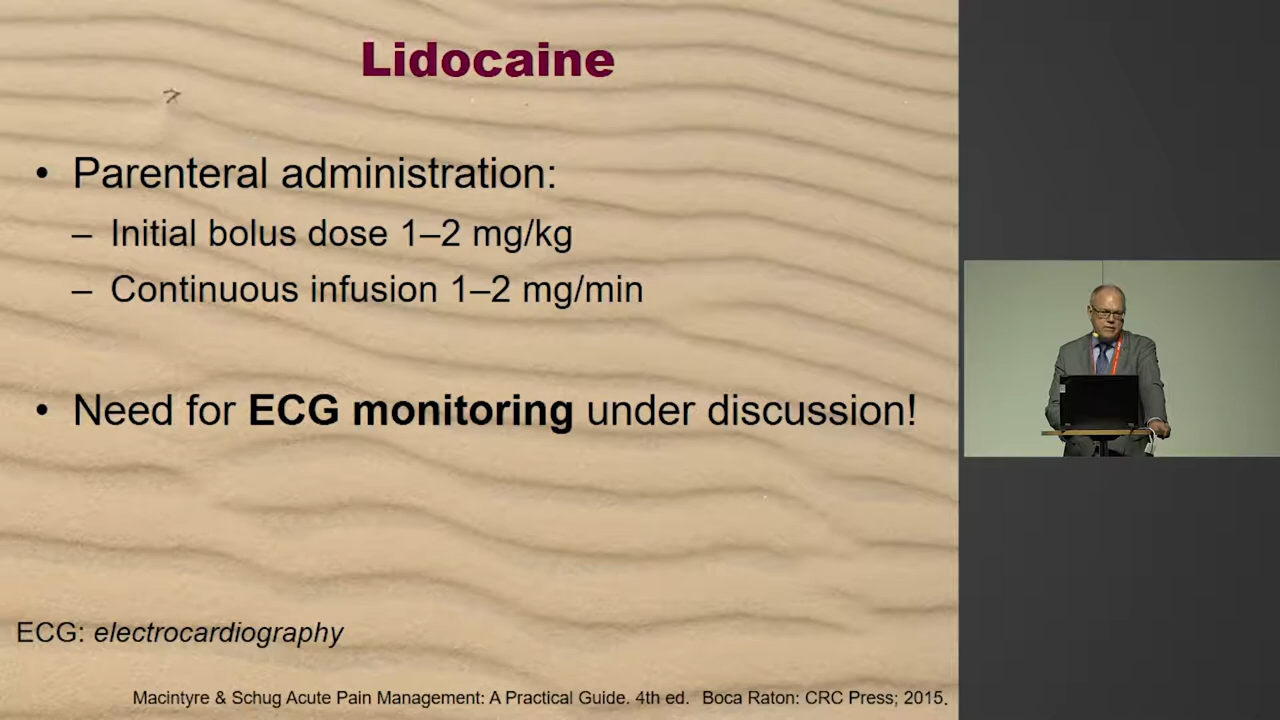 Lidocaine
• Parenteral administration:
– Initial bolus dose 1–2 mg/kg
– Continuous infusion 1–2 mg/min
• Need for ECG monitoring under discussion!
ECG: electrocardiography
Macintyre & Schug Acute Pain Management: A Practical Guide. 4th ed. Boca Raton: CRC Press; 2015.